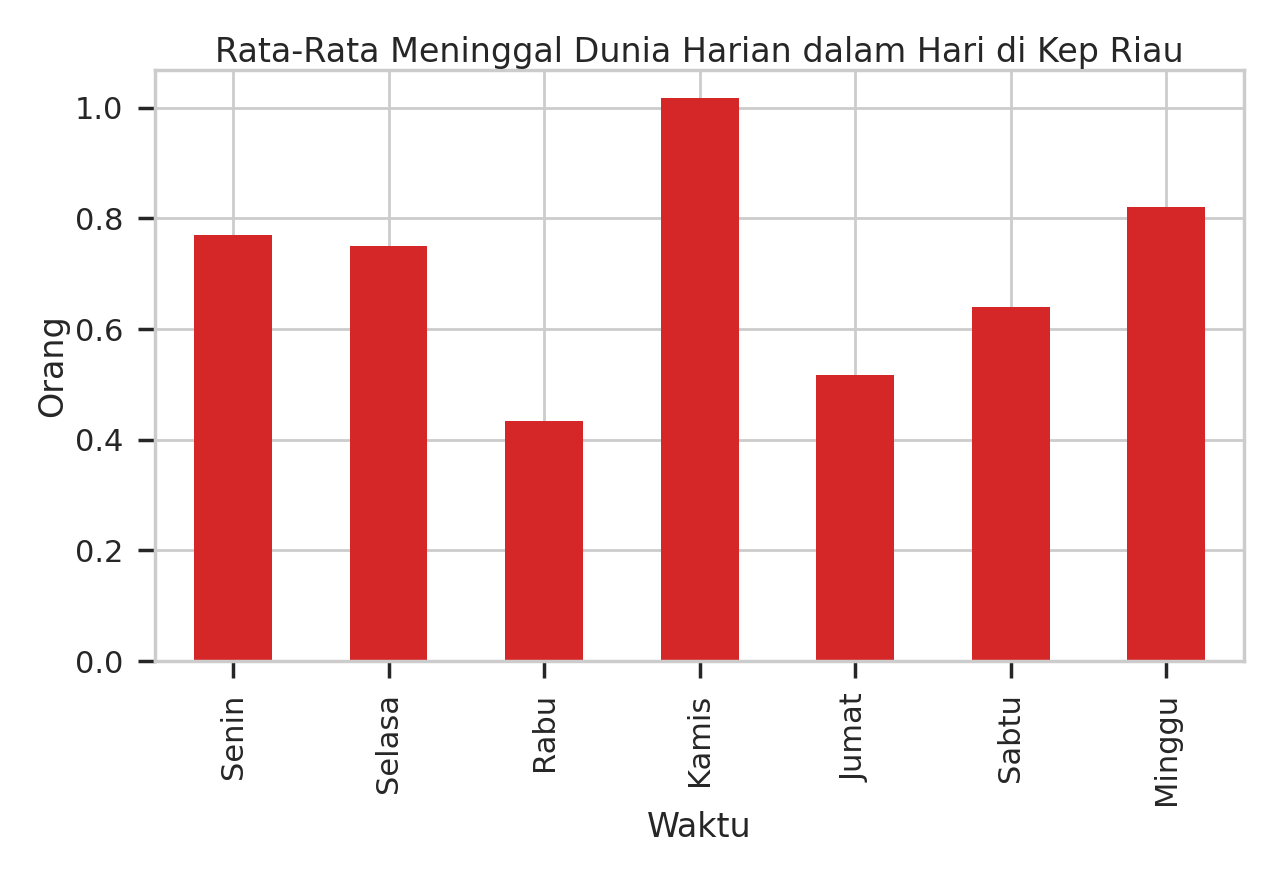 Rata-Rata Meninggal Dunia Harian dalam Hari di Kep Riau
1.0
0.8
0.6
0.4
0.2
0.0
Orang
Senin
Selasa
Rabu
Kamis
Jumat
Sabtu
Minggu
Waktu